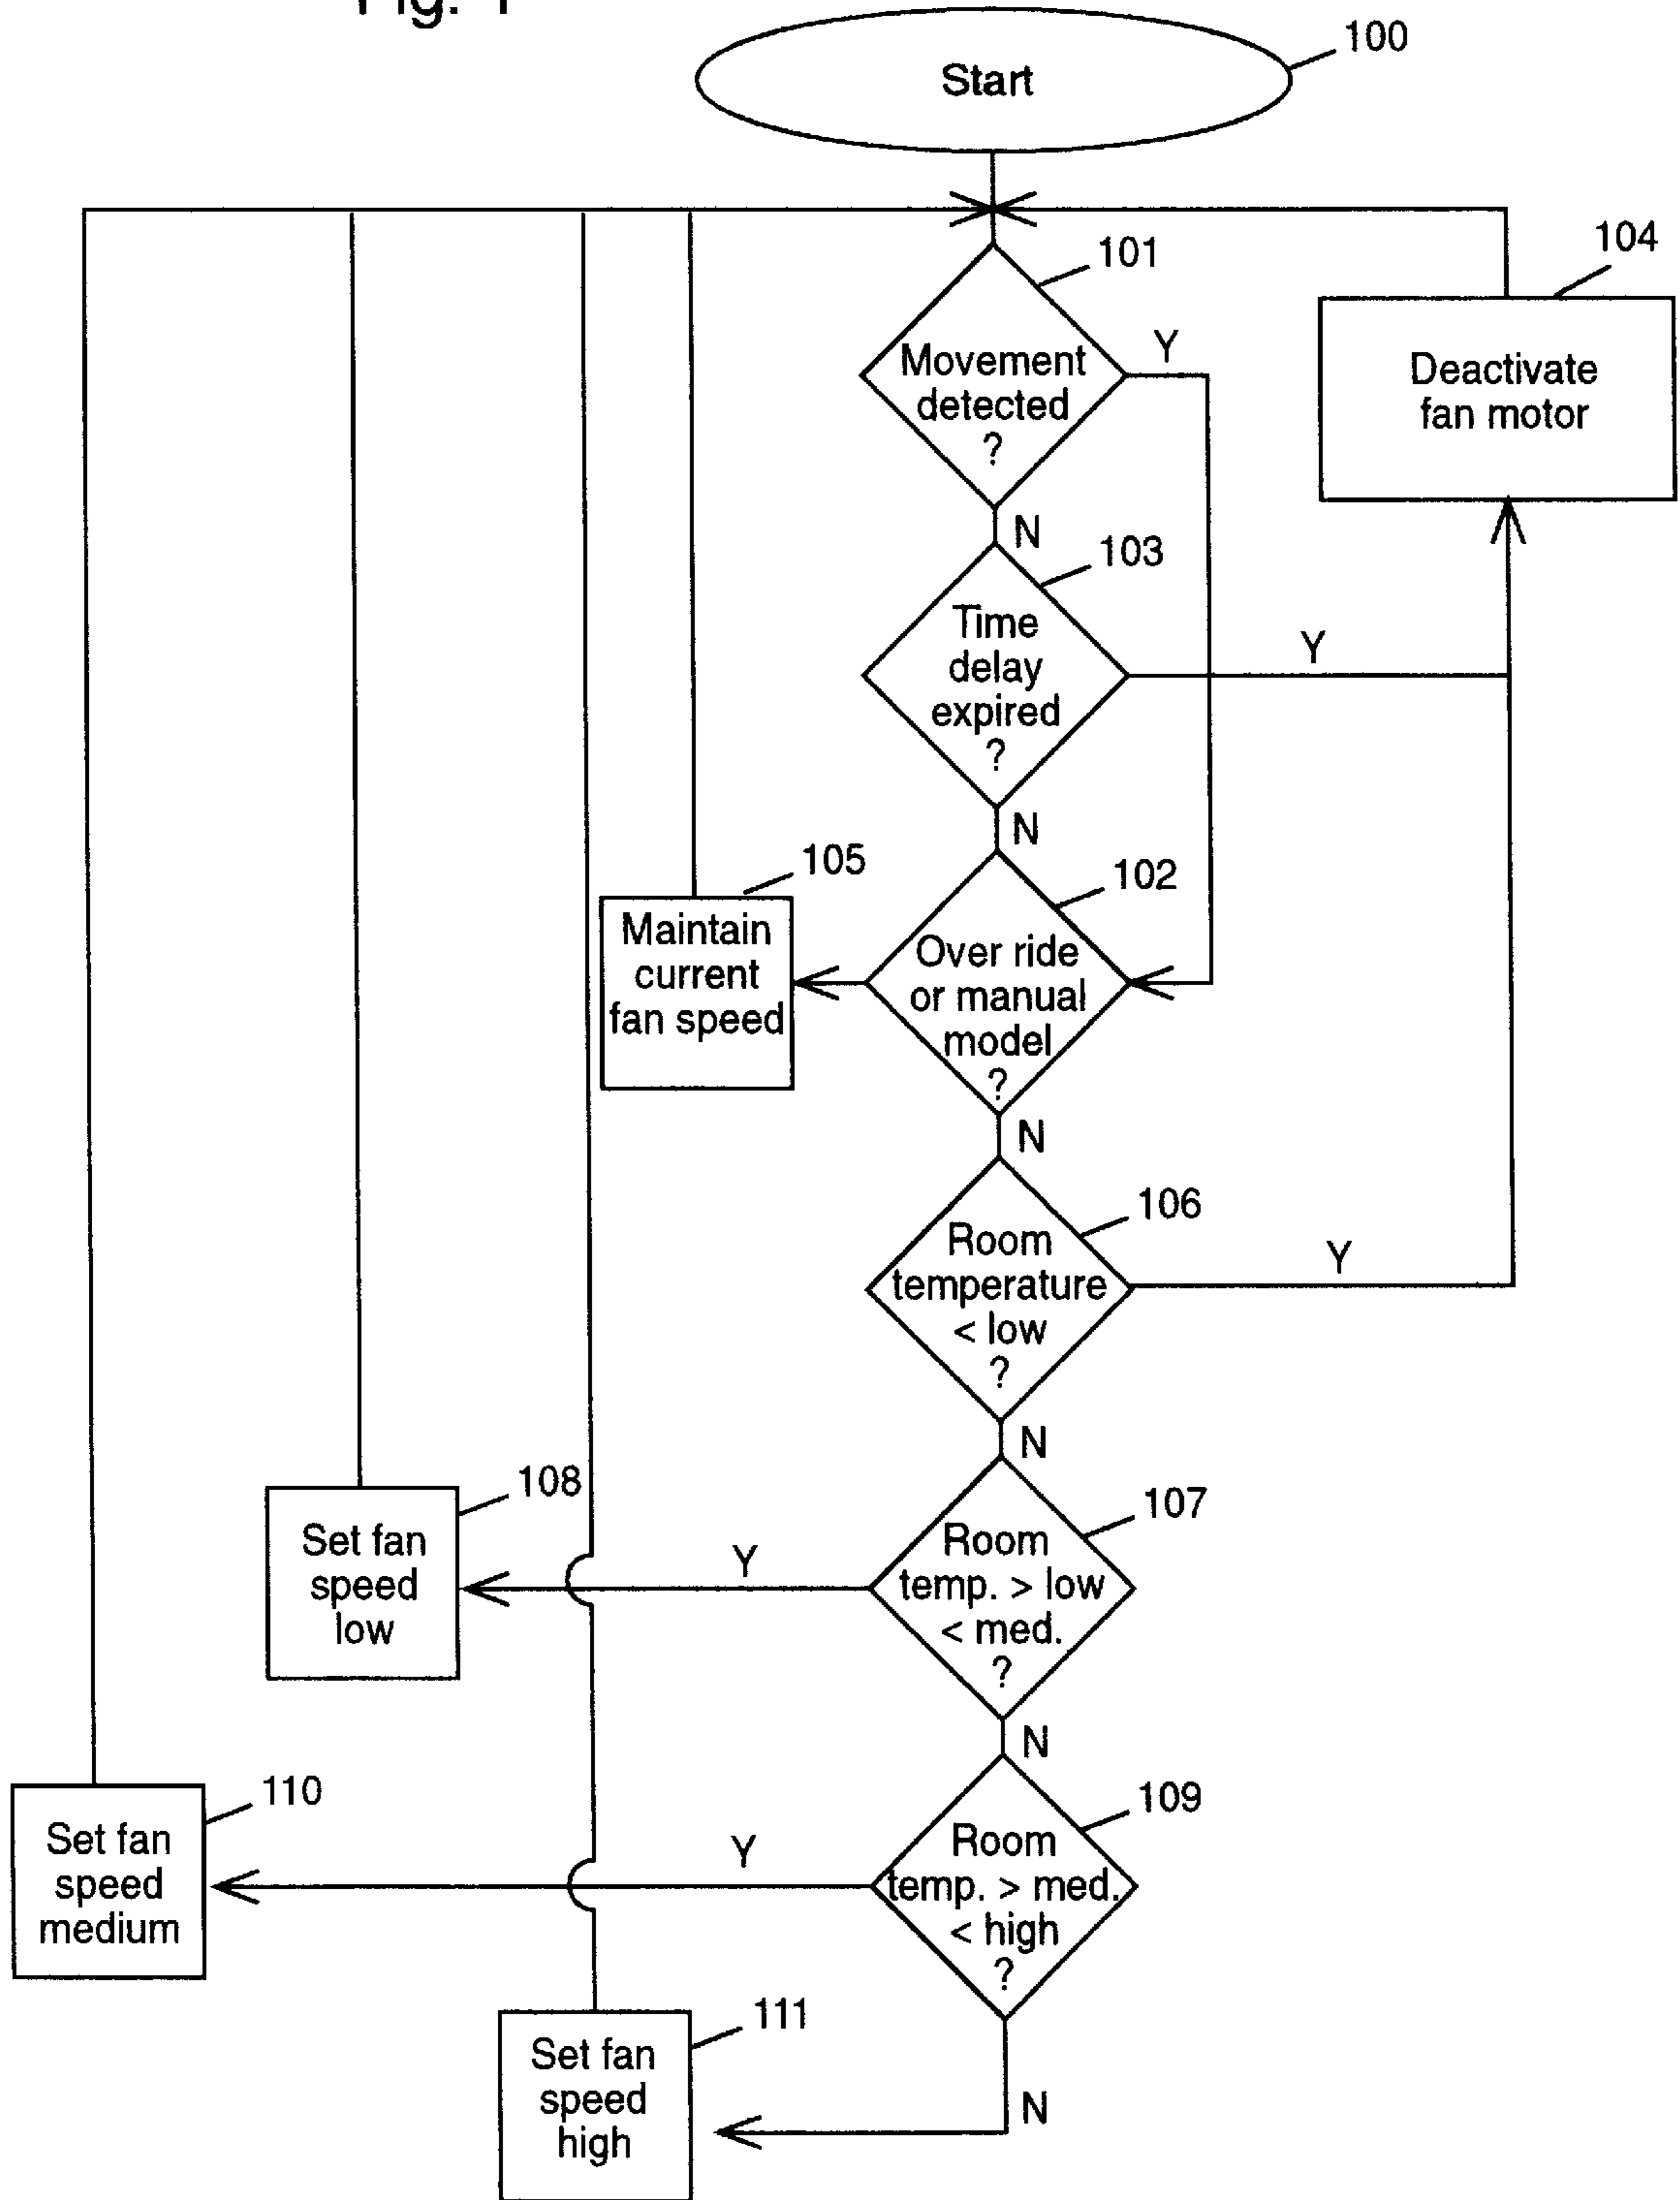 Fig. 1
100
Start
101
104
Y
Movement
detected
?
Deactivate
fan motor
N
103
Time
delay
expired
?
Y
N
105
102
Maintain
current
fan speed
Over ride
or manual
model
?
N
106
Room
temperature
< low
?
Y
N
108
107
Set fan
speed
low
Y
Room
temp. > low
< med.
?
N
110
109
Set fan
speed
medium
Y
Room
temp. > med.
< high
?
111
Set fan
speed
high
N